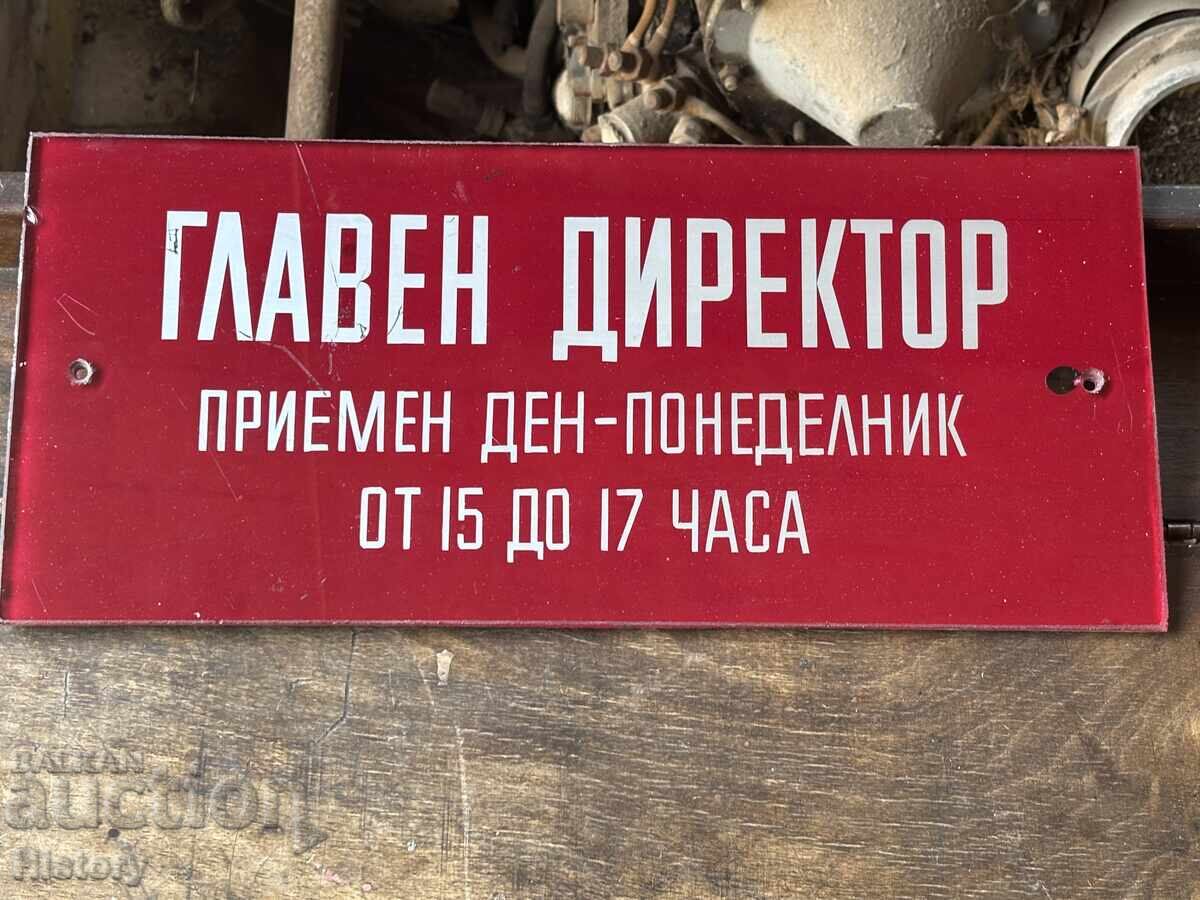 ГЛАВЕН ДИРЕКТОР
ПРИЕМЕН ДЕН-ПОНЕДЕЛНИК
ОТ 15 ДО 17 ЧАСА
BALKAN
auction
History